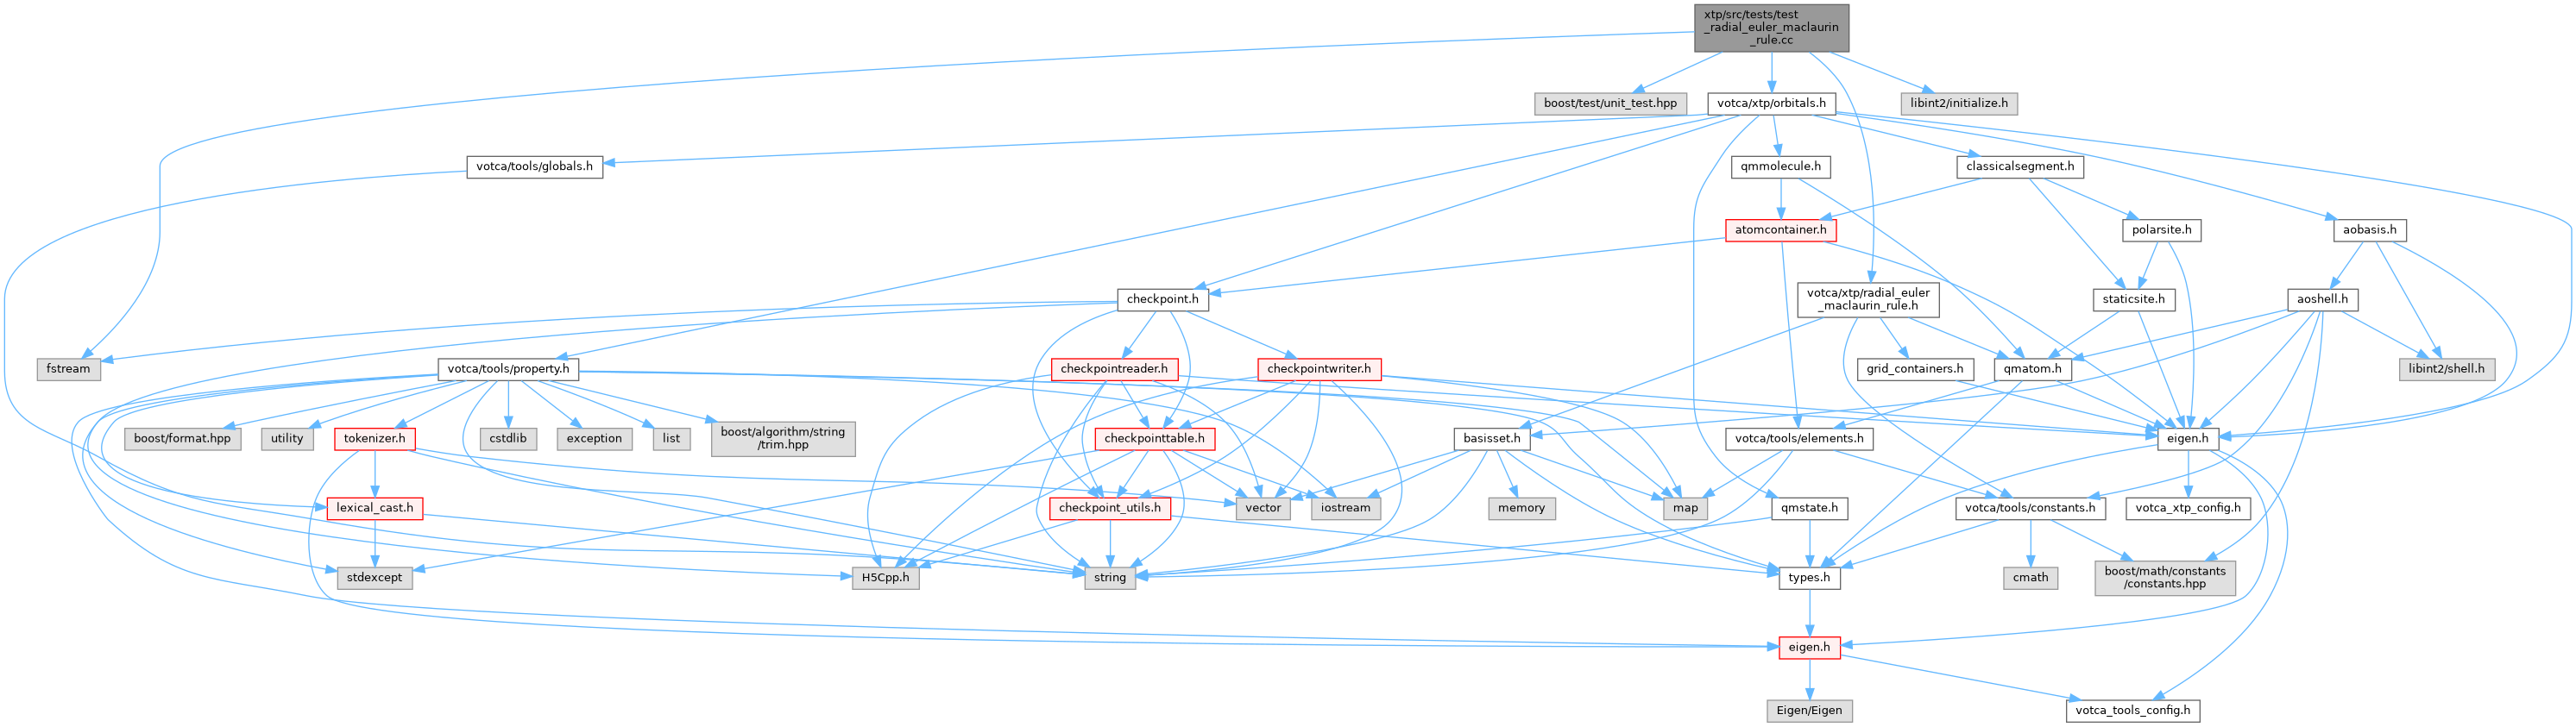 xtp/src/tests/test
_radial_euler_maclaurin
_rule.cc
boost/test/unit_test.hpp
votca/xtp/orbitals.h
libint2/initialize.h
votca/tools/globals.h
qmmolecule.h
classicalsegment.h
atomcontainer.h
polarsite.h
aobasis.h
checkpoint.h
votca/xtp/radial_euler
_maclaurin_rule.h
staticsite.h
aoshell.h
fstream
votca/tools/property.h
checkpointreader.h
checkpointwriter.h
grid_containers.h
qmatom.h
libint2/shell.h
boost/format.hpp
utility
tokenizer.h
cstdlib
exception
list
boost/algorithm/string
/trim.hpp
checkpointtable.h
basisset.h
votca/tools/elements.h
eigen.h
lexical_cast.h
checkpoint_utils.h
vector
iostream
memory
map
qmstate.h
votca/tools/constants.h
votca_xtp_config.h
stdexcept
H5Cpp.h
string
types.h
cmath
boost/math/constants
/constants.hpp
eigen.h
Eigen/Eigen
votca_tools_config.h